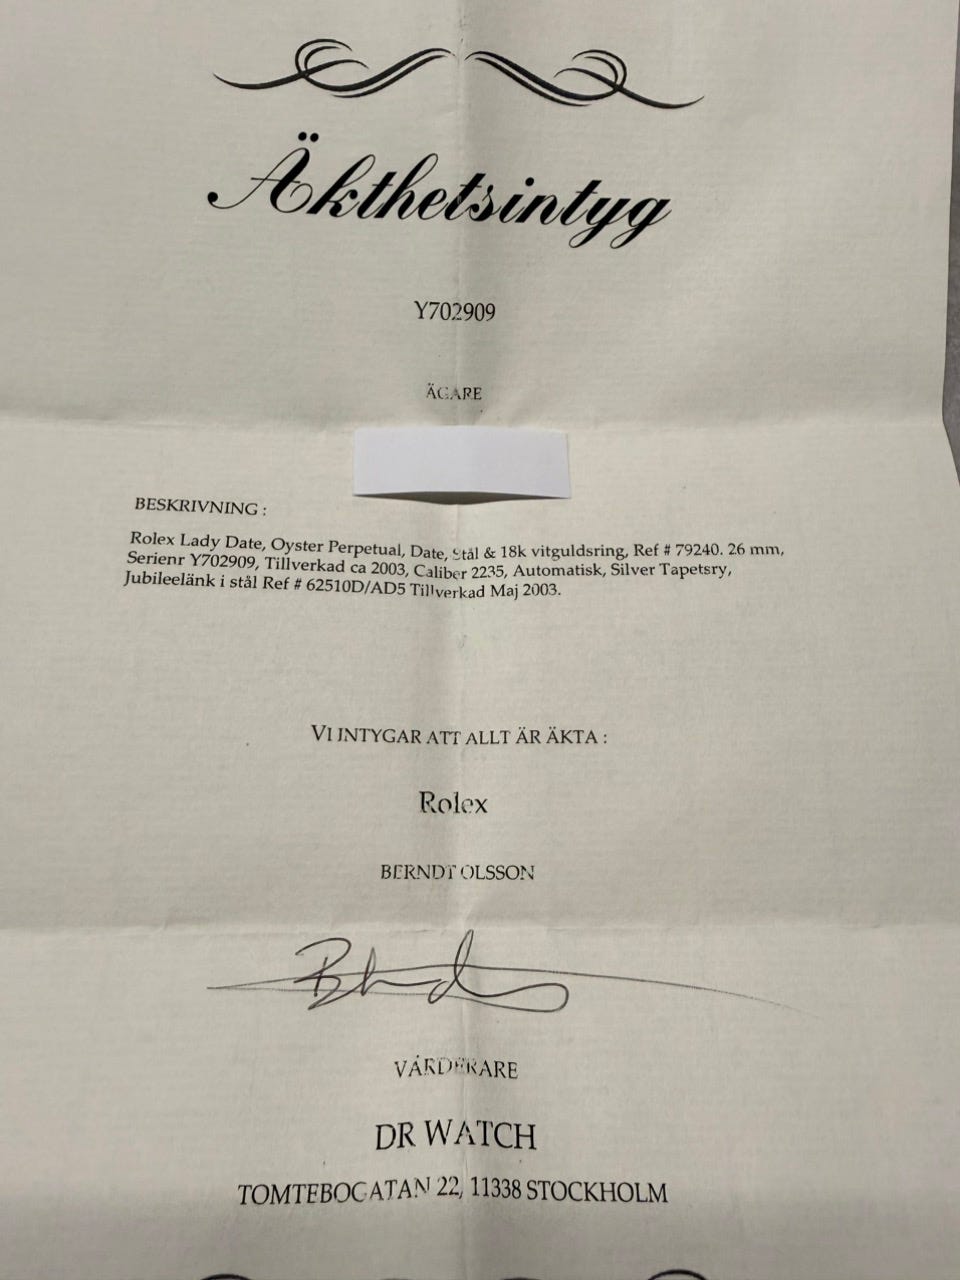 Äkthetsintyg
Y702909
ÄGARE
BESKRIVNING :
Rolex Lady Date, Oyster Perpetual, Date, Stål & 18k vitguldsring, Ref # 79240. 26 mm,
Serienr Y702909, Tillverkad ca 2003, Caliber 2235, Automatisk, Silver Tapetsry,
Jubileelänk i stål Ref # 62510D/AD5 Tillverkad Maj 2003.
VI INTYGAR ATT ALLT ÄR ÄKTA :
Rolex
BERNDT OLSSON
VÄRDERARE
DR WATCH
TOMTEBOGATAN 22, 11338 STOCKHOLM